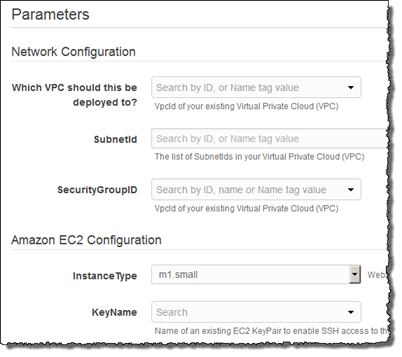 Parameters
Network Configuration
Which VPC should this be
deployed to?
Search by ID, or Name tag value
VpcId of your existing Virtual Private Cloud (VPC)
SubnetId
Search by ID, or Name tag value
The list of SubnetIds in your Virtual Private Cloud (VPC)
SecurityGroupID
Search by ID, name or Name tag value
VpcId of your existing Virtual Private Cloud (VPC)
Amazon EC2 Configuration
InstanceType
m1.small
Web
KeyName
Search
Name of an existing EC2 KeyPair to enable SSH access to th